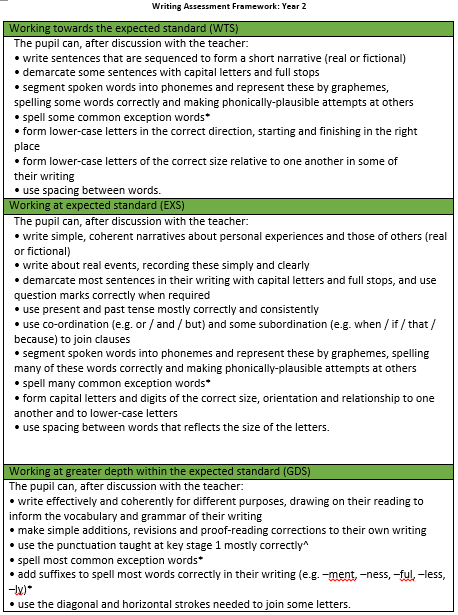 Writing Assessment Framework: Year 2
Working towards the expected standard (WTS)
The pupil can, after discussion with the teacher:
• write sentences that are sequenced to form a short narrative (real or fictional)
• demarcate some sentences with capital letters and full stops
• segment spoken words into phonemes and represent these by graphemes,
spelling some words correctly and making phonically-plausible attempts at others
• spell some common exception words*
• form lower-case letters in the correct direction, starting and finishing in the right
place
• form lower-case letters of the correct size relative to one another in some of
their writing
• use spacing between words.
Working at expected standard (EXS)
The pupil can, after discussion with the teacher:
• write simple, coherent narratives about personal experiences and those of others (real
or fictional)
• write about real events, recording these simply and clearly
• demarcate most sentences in their writing with capital letters and full stops, and use
question marks correctly when required
• use present and past tense mostly correctly and consistently
• use co-ordination (e.g. or / and / but) and some subordination (e.g. when / if / that /
because) to join clauses
• segment spoken words into phonemes and represent these by graphemes, spelling
many of these words correctly and making phonically-plausible attempts at others
• spell many common exception words*
• form capital letters and digits of the correct size, orientation and relationship to one
another and to lower-case letters
• use spacing between words that reflects the size of the letters.
Working at greater depth within the expected standard (GDS)
The pupil can, after discussion with the teacher:
• write effectively and coherently for different purposes, drawing on their reading to
inform the vocabulary and grammar of their writing
• make simple additions, revisions and proof-reading corrections to their own writing
• use the punctuation taught at key stage 1 mostly correctly^
• spell most common exception words*
• add suffixes to spell most words correctly in their writing (e.g. –ment, –ness, –ful, –less,
–ly)*
• use the diagonal and horizontal strokes needed to join some letters.